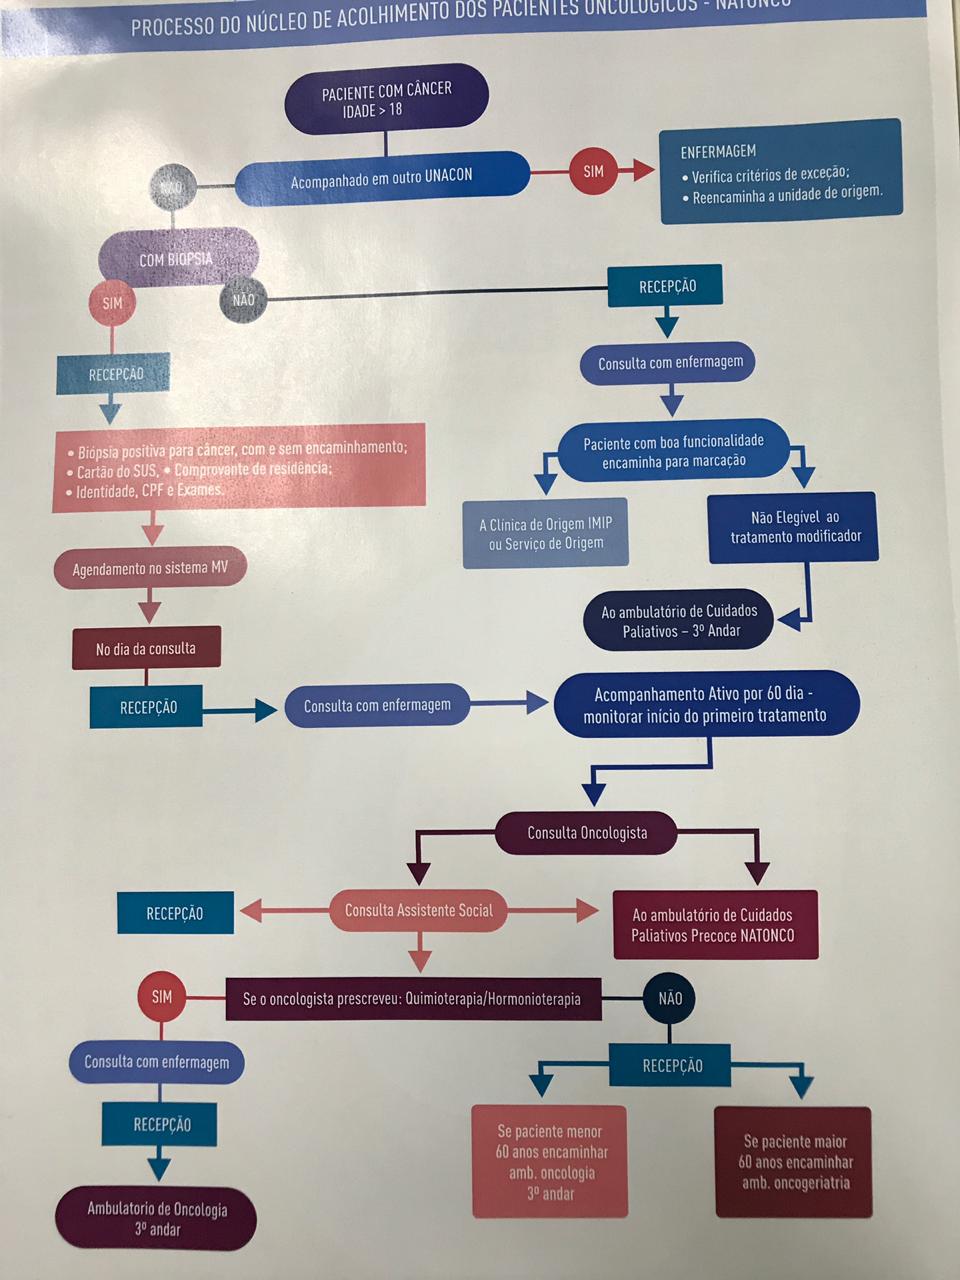 PROCESSO DO NÚCLEO DE ACOLHIMENTO DOS PACIENTES ONCOLÓGICOS - NATONCO
PACIENTE COM CÂNCER
IDADE > 18
Acompanhado em outro UNACON
NÃO
SIM
ENFERMAGEM
• Verifica critérios de exceção;
• Reencaminha a unidade de origem.
COM BIÓPSIA
SIM
NÃO
RECEPÇÃO
RECEPÇÃO
Consulta com enfermagem
• Biópsia positiva para câncer, com e sem encaminhamento;
• Cartão do SUS, • Comprovante de residência;
• Identidade, CPF e Exames.
Paciente com boa funcionalidade
encaminha para marcação
A Clínica de Origem IMIP
ou Serviço de Origem
Não Elegível ao
tratamento modificador
Agendamento no sistema MV
Ao ambulatório de Cuidados
Paliativos – 3º Andar
No dia da consulta
RECEPÇÃO
Consulta com enfermagem
Acompanhamento Ativo por 60 dia -
monitorar início do primeiro tratamento
Consulta Oncologista
RECEPÇÃO
Consulta Assistente Social
Ao ambulatório de Cuidados
Paliativos Precoce NATONCO
SIM
Se o oncologista prescreveu: Quimioterapia/Hormonioterapia
NÃO
Consulta com enfermagem
RECEPÇÃO
RECEPÇÃO
Se paciente menor
60 anos encaminhar
amb. oncologia
3º andar
Se paciente maior
60 anos encaminhar
amb. oncogeriatria
Ambulatorio de Oncologia
3º andar